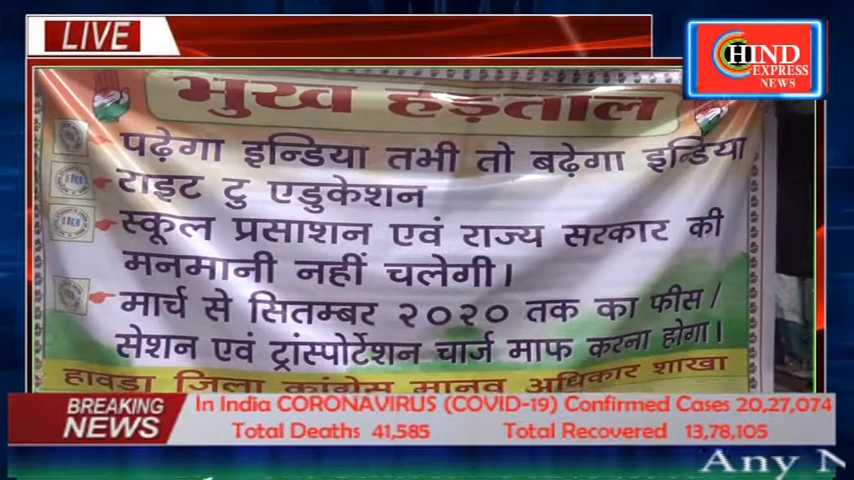 LIVE
HIND
EXPRESS
NEWS
भुख हड़ताल
पढ़ेगा इन्डिया तभी तो बढ़ेगा इन्डिया
राइट टु एडुकेशन
स्कूल प्रसाशन एवं राज्य सरकार की
मनमानी नहीं चलेगी।
मार्च से सितम्बर २०२० तक का फीस /
सेशन एवं ट्रांस्पोर्टेशन चार्ज माफ करना होगा।
हावड़ा जिला कांग्रेस मानव अधिकार शाखा
BREAKING
NEWS
In India CORONAVIRUS (COVID-19) Confirmed Cases 20,27,074
Total Deaths 41,585 Total Recovered 13,78,105
Any N